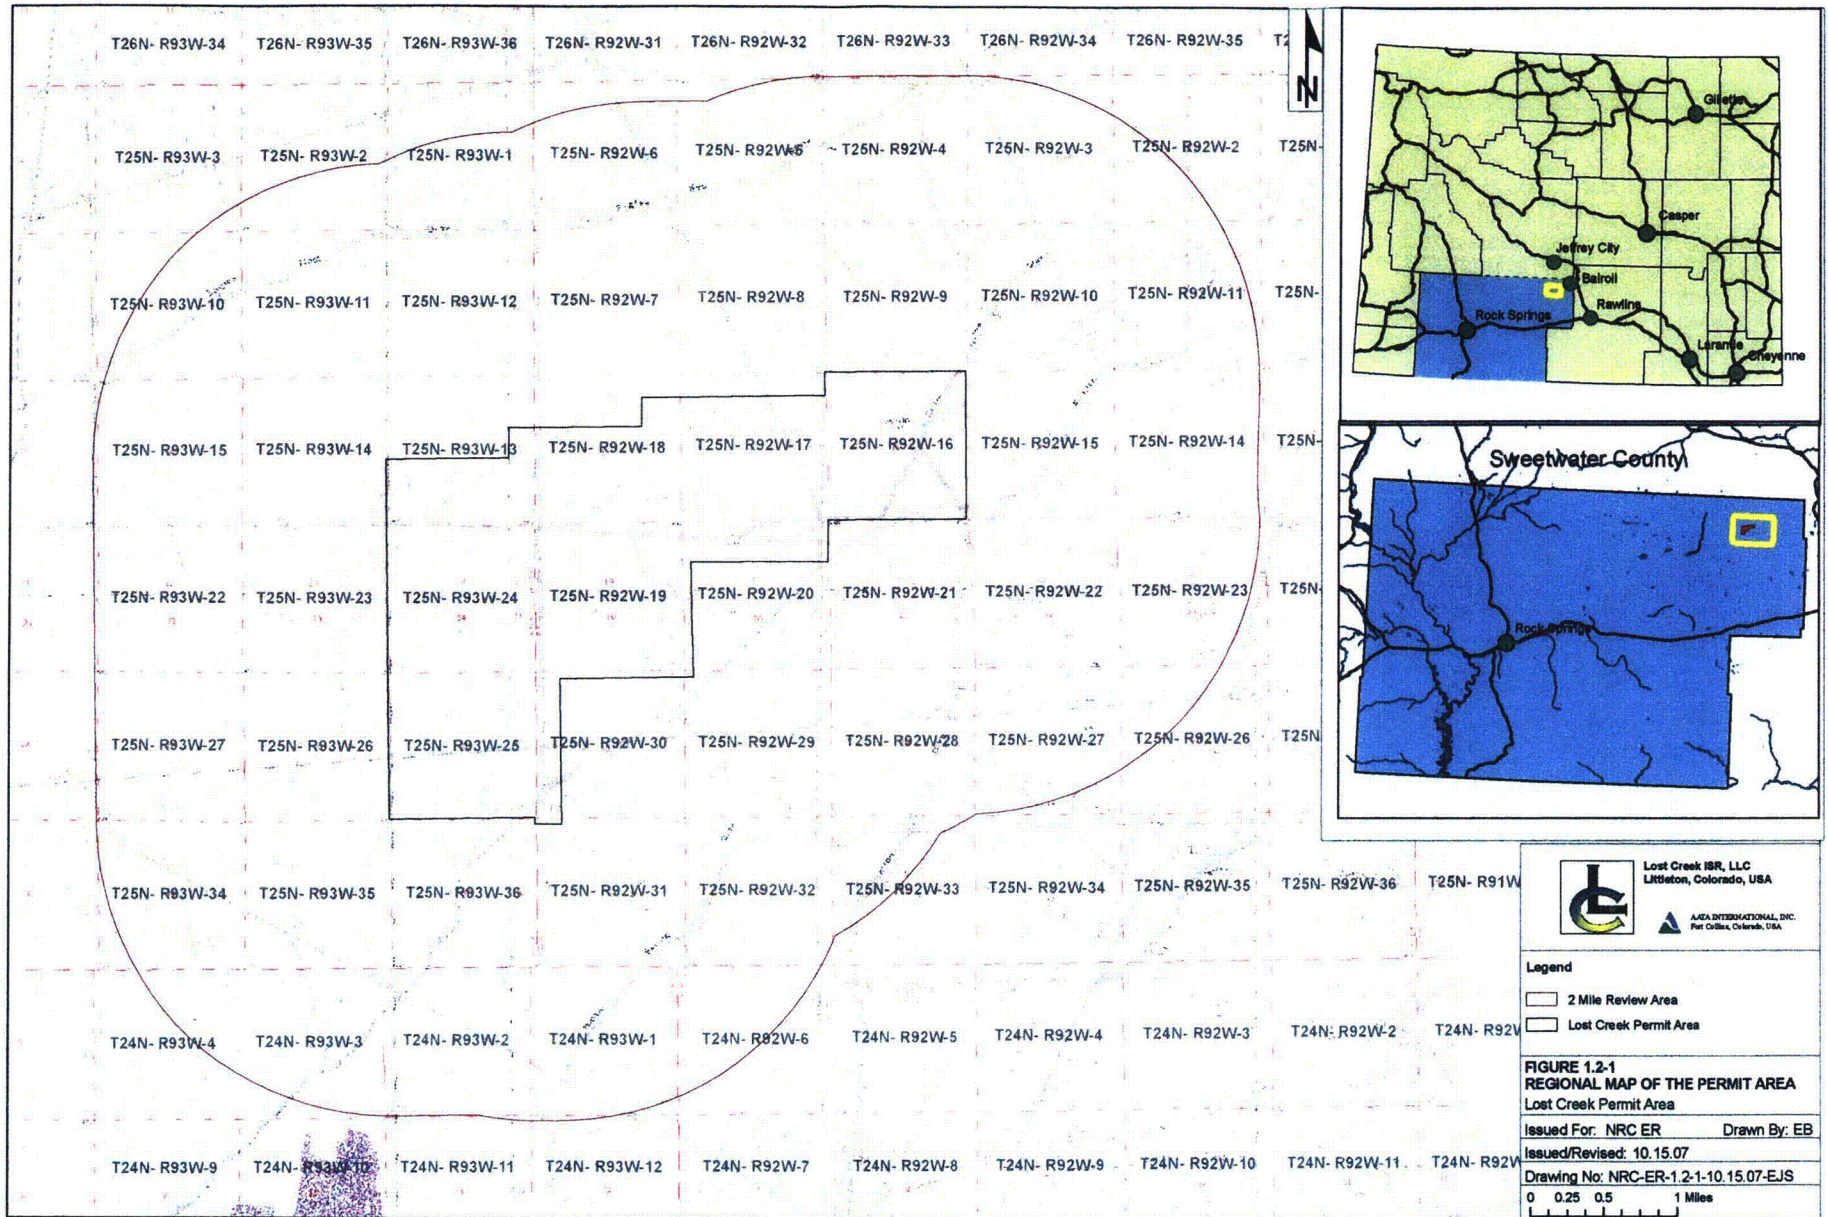 T26N- R93W-34 T26N- R93W-35 T26N- R93W-36 T26N- R92W-31 T26N- R92W-32 T26N- R92W-33 T26N- R92W-34 T26N- R92W-35
N
T25N- R93W-3 T25N- R93W-2 T25N- R93W-1 T25N- R92W-6 T25N- R92W-5 T25N- R92W-4 T25N- R92W-3 T25N- R92W-2 T25N-
T25N- R93W-10 T25N- R93W-11 T25N- R93W-12 T25N- R92W-7 T25N- R92W-8 T25N- R92W-9 T25N- R92W-10 T25N- R92W-11 T25N-
T25N- R93W-15 T25N- R93W-14 T25N- R93W-13 T25N- R92W-18 T25N- R92W-17 T25N- R92W-16 T25N- R92W-15 T25N- R92W-14 T25N-
T25N- R93W-22 T25N- R93W-23 T25N- R93W-24 T25N- R92W-19 T25N- R92W-20 T25N- R92W-21 T25N- R92W-22 T25N- R92W-23 T25N-
T25N- R93W-27 T25N- R93W-26 T25N- R93W-25 T25N- R92W-30 T25N- R92W-29 T25N- R92W-28 T25N- R92W-27 T25N- R92W-26 T25N
T25N- R93W-34 T25N- R93W-35 T25N- R93W-36 T25N- R92W-31 T25N- R92W-32 T25N- R92W-33 T25N- R92W-34 T25N- R92W-35 T25N- R92W-36 T25N- R91W
T24N- R93W-4 T24N- R93W-3 T24N- R93W-2 T24N- R93W-1 T24N- R92W-6 T24N- R92W-5 T24N- R92W-4 T24N- R92W-3 T24N- R92W-2 T24N- R92W
T24N- R93W-9 T24N- R93W-10 T24N- R93W-11 T24N- R93W-12 T24N- R92W-7 T24N- R92W-8 T24N- R92W-9 T24N- R92W-10 T24N- R92W-11 T24N- R92W
Gillette
Casper
Jeffrey City
Bairoil
Rawlins
Rock Springs
Laramie
Cheyenne
Sweetwater County
Rock Springs
LC
Lost Creek ISR, LLC
Littleton, Colorado, USA
AATA INTERNATIONAL, INC.
Fort Collins, Colorado, USA
Legend
2 Mile Review Area
Lost Creek Permit Area
FIGURE 1.2-1
REGIONAL MAP OF THE PERMIT AREA
Lost Creek Permit Area
Issued For: NRC ER Drawn By: EB
Issued/Revised: 10.15.07
Drawing No: NRC-ER-1.2-1-10.15.07-EJS
0 0.25 0.5 1 Miles